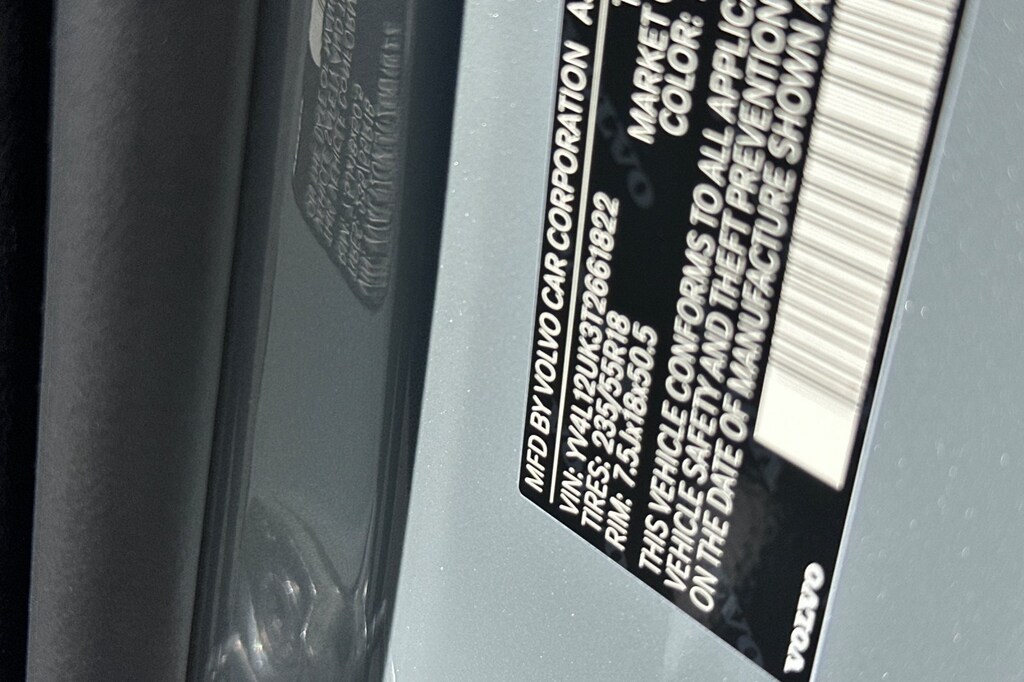 MFD BY VOLVO CAR CORPORATION
VIN: YV4L12UK3T2661822
TIRES: 235/55R18
RIM: 7.5Jx18x50.5
MARKET
COLOR:
THIS VEHICLE CONFORMS TO ALL APPLICA
VEHICLE SAFETY AND THEFT PREVENTION
ON THE DATE OF MANUFACTURE SHOWN A
VOLVO